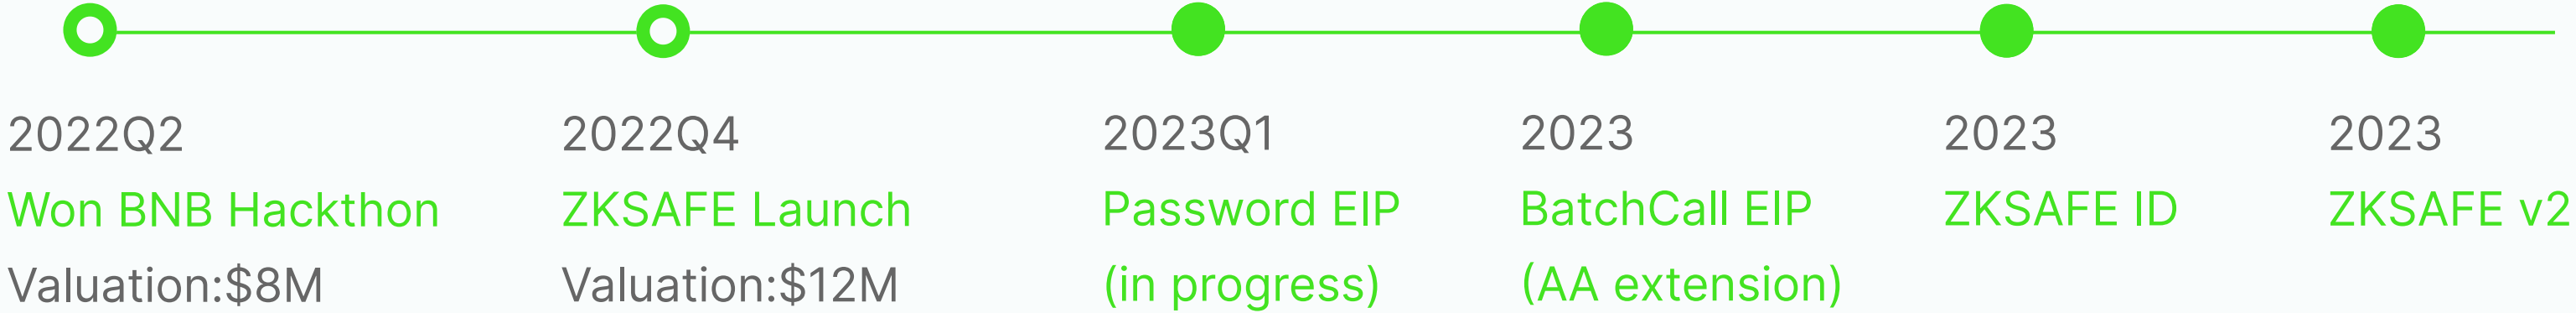 2022Q2
Won BNB Hackthon
Valuation:$8M
2022Q4
ZKSAFE Launch
Valuation:$12M
2023Q1
Password EIP
(in progress)
2023
BatchCall EIP
(AA extension)
2023
ZKSAFE ID
2023
ZKSAFE v2